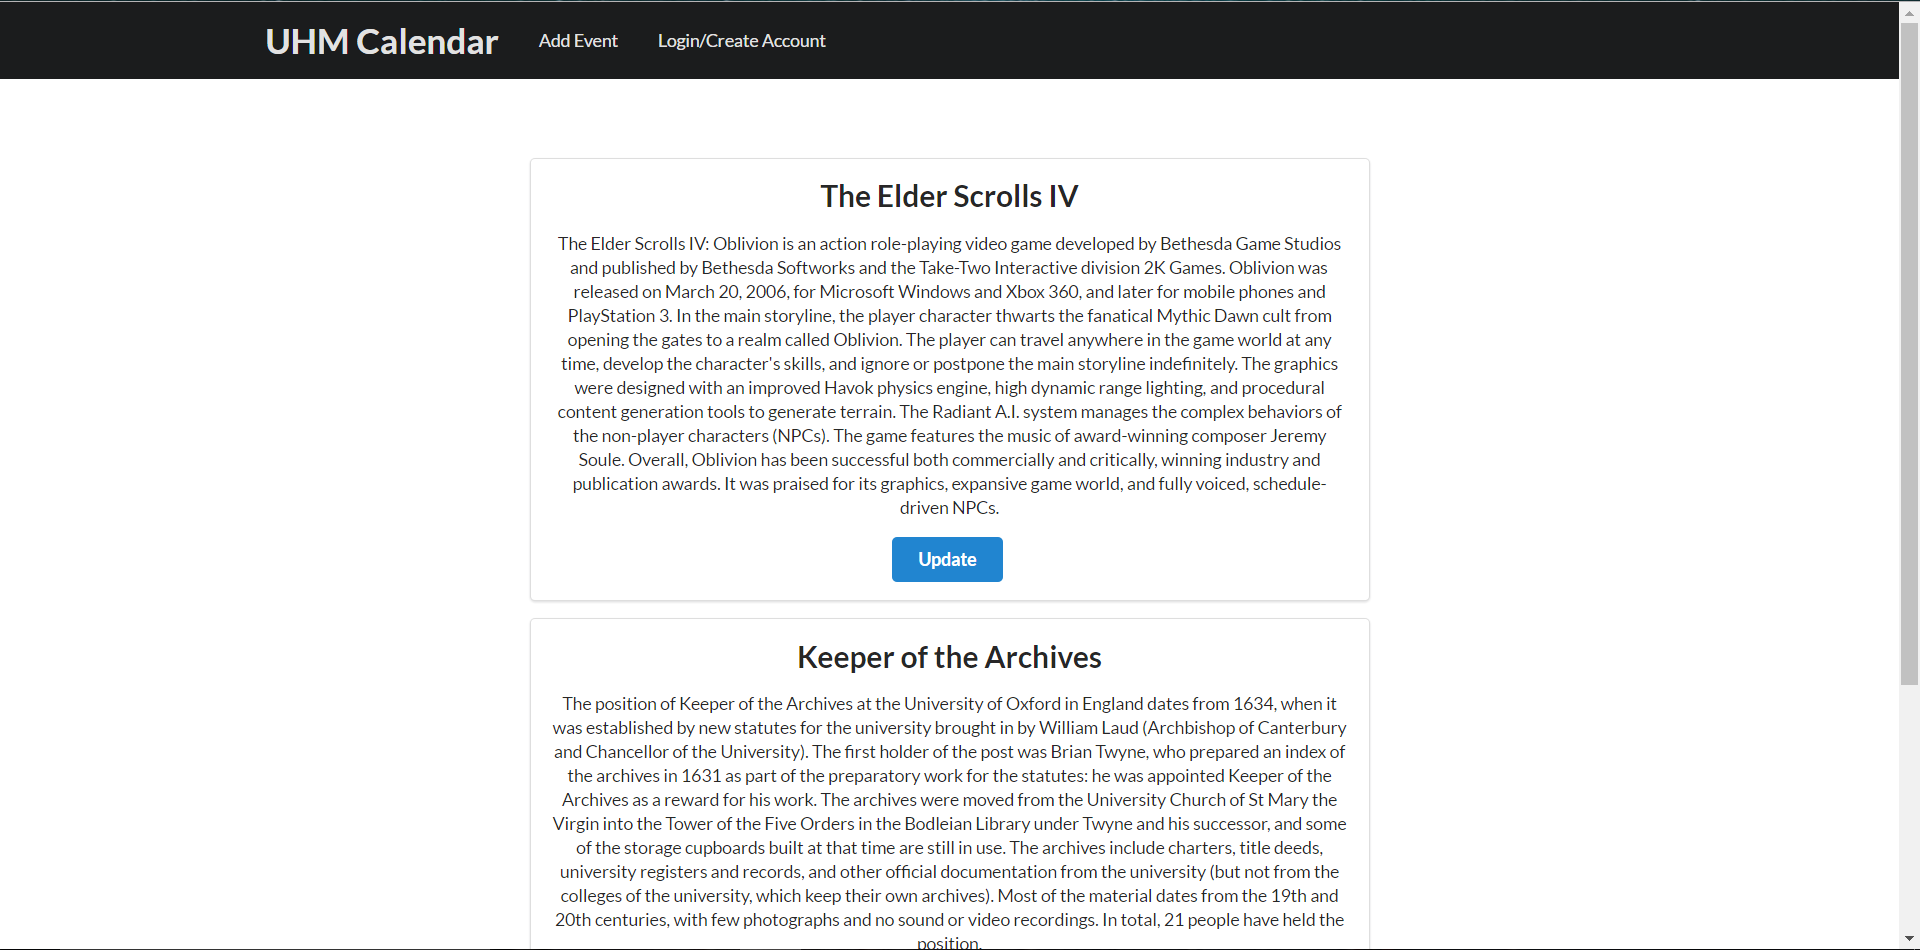 UHM Calendar Add Event Login/Create Account
The Elder Scrolls IV
The Elder Scrolls IV: Oblivion is an action role-playing video game developed by Bethesda Game Studios
and published by Bethesda Softworks and the Take-Two Interactive division 2K Games. Oblivion was
released on March 20, 2006, for Microsoft Windows and Xbox 360, and later for mobile phones and
PlayStation 3. In the main storyline, the player character thwarts the fanatical Mythic Dawn cult from
opening the gates to a realm called Oblivion. The player can travel anywhere in the game world at any
time, develop the character's skills, and ignore or postpone the main storyline indefinitely. The graphics
were designed with an improved Havok physics engine, high dynamic range lighting, and procedural
content generation tools to generate terrain. The Radiant A.I. system manages the complex behaviors of
the non-player characters (NPCs). The game features the music of award-winning composer Jeremy
Soule. Overall, Oblivion has been successful both commercially and critically, winning industry and
publication awards. It was praised for its graphics, expansive game world, and fully voiced, schedule-
driven NPCs.
Update
Keeper of the Archives
The position of Keeper of the Archives at the University of Oxford in England dates from 1634, when it
was established by new statutes for the university brought in by William Laud (Archbishop of Canterbury
and Chancellor of the University). The first holder of the post was Brian Twyne, who prepared an index of
the archives in 1631 as part of the preparatory work for the statutes: he was appointed Keeper of the
Archives as a reward for his work. The archives were moved from the University Church of St Mary the
Virgin into the Tower of the Five Orders in the Bodleian Library under Twyne and his successor, and some
of the storage cupboards built at that time are still in use. The archives include charters, title deeds,
university registers and records, and other official documentation from the university (but not from the
colleges of the university, which keep their own archives). Most of the material dates from the 19th and
20th centuries, with few photographs and no sound or video recordings. In total, 21 people have held the
position.